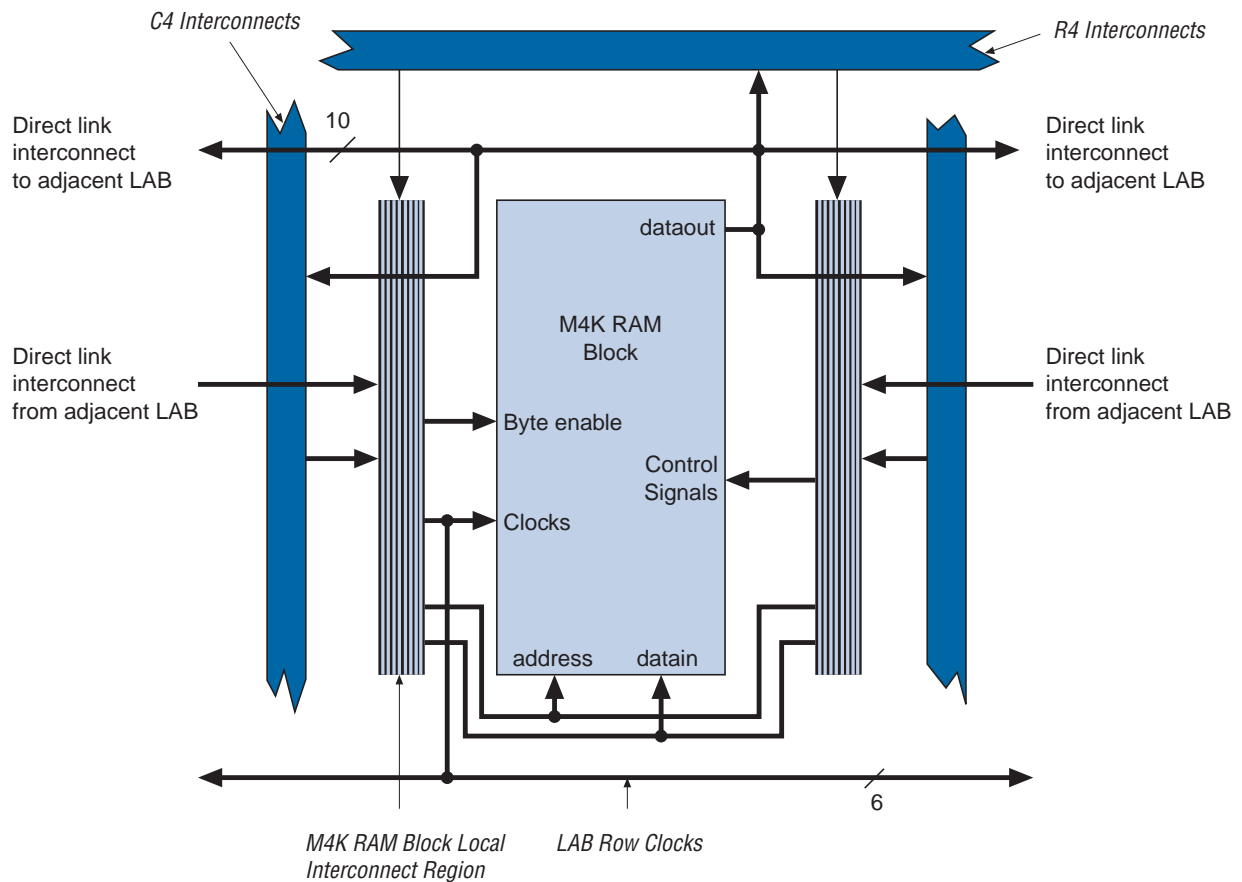 C4 Interconnects
R4 Interconnects
10
Direct link
interconnect
to adjacent LAB
Direct link
interconnect
to adjacent LAB
dataout
M4K RAM
Block
Direct link
interconnect
from adjacent LAB
Direct link
interconnect
from adjacent LAB
Byte enable
Control
Signals
Clocks
address
datain
6
M4K RAM Block Local
Interconnect Region
LAB Row Clocks